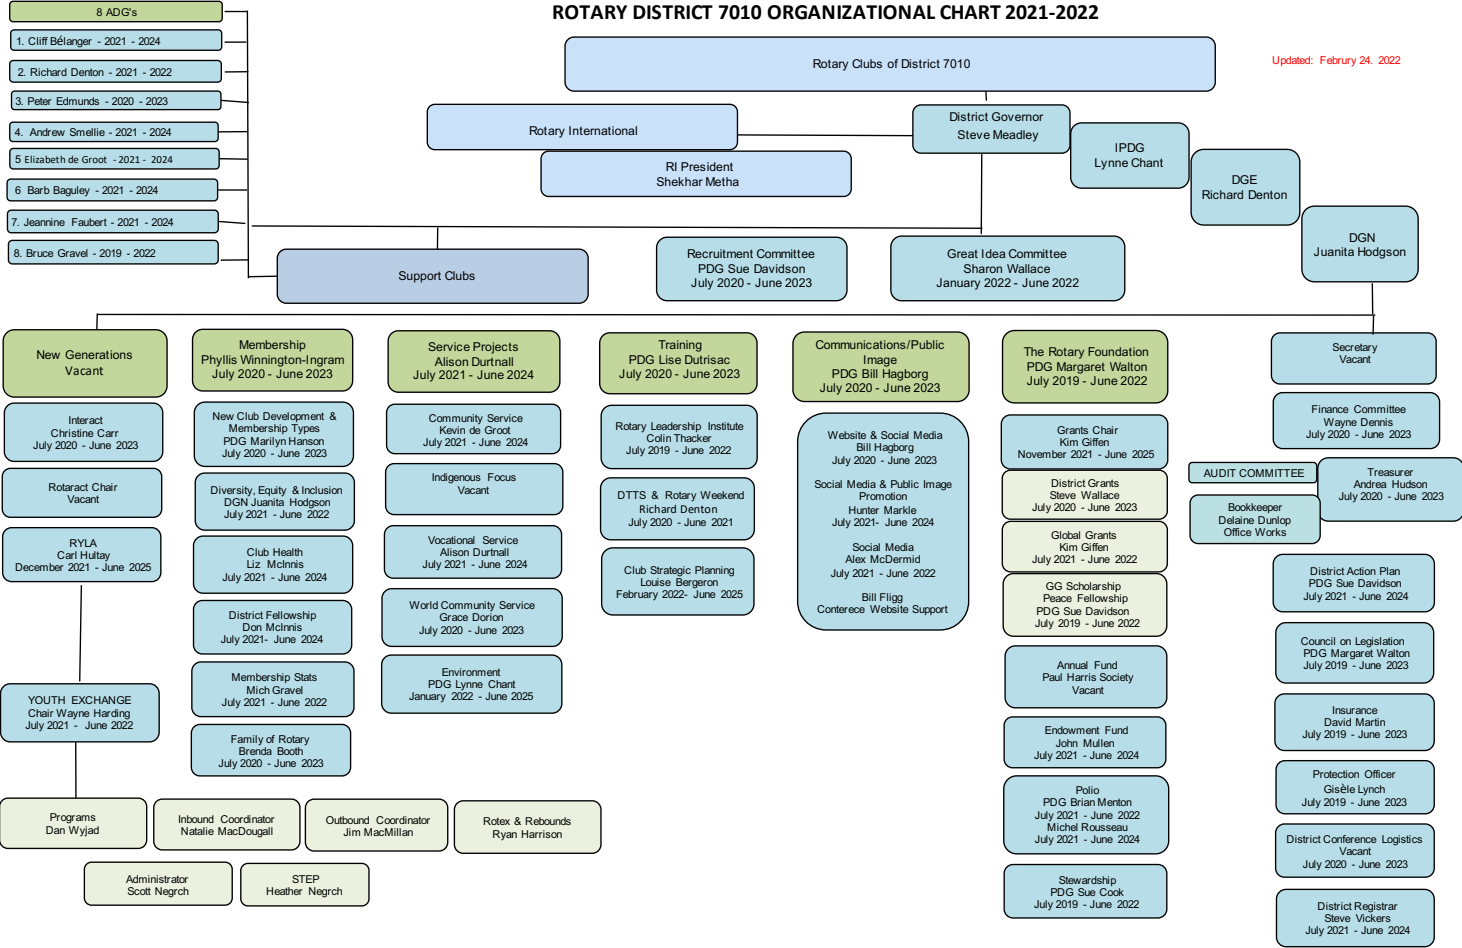 ROTARY DISTRICT 7010 ORGANIZATIONAL CHART 2021-2022
Updated: Februry 24. 2022
8 ADG's
1. Cliff Bélanger - 2021 - 2024
2. Richard Denton - 2021 - 2022
3. Peter Edmunds - 2020 - 2023
4. Andrew Smellie - 2021 - 2024
5 Elizabeth de Groot - 2021 - 2024
6 Barb Baguley - 2021 - 2024
7. Jeannine Faubert - 2021 - 2024
8. Bruce Gravel - 2019 - 2022
Rotary Clubs of District 7010
Rotary International
RI President
Shekhar Metha
District Governor
Steve Meadley
IPDG
Lynne Chant
DGE
Richard Denton
DGN
Juanita Hodgson
Support Clubs
Recruitment Committee
PDG Sue Davidson
July 2020 - June 2023
Great Idea Committee
Sharon Wallace
January 2022 - June 2022
New Generations
Vacant
Interact
Christine Carr
July 2020 - June 2023
Rotaract Chair
Vacant
RYLA
Carl Hultay
December 2021 - June 2025
YOUTH EXCHANGE
Chair Wayne Harding
July 2021 - June 2022
Programs
Dan Wyjad
Inbound Coordinator
Natalie MacDougall
Outbound Coordinator
Jim MacMillan
Rotex & Rebounds
Ryan Harrison
Administrator
Scott Negrch
STEP
Heather Negrch
Membership
Phyllis Winnington-Ingram
July 2020 - June 2023
New Club Development &
Membership Types
PDG Marilyn Hanson
July 2020 - June 2023
Diversity, Equity & Inclusion
DGN Juanita Hodgson
July 2021 - June 2022
Club Health
Liz McInnis
July 2021 - June 2024
District Fellowship
Don McInnis
July 2021- June 2024
Membership Stats
Mich Gravel
July 2021 - June 2022
Family of Rotary
Brenda Booth
July 2020 - June 2023
Service Projects
Alison Durtnall
July 2021 - June 2024
Community Service
Kevin de Groot
July 2021 - June 2024
Indigenous Focus
Vacant
Vocational Service
Alison Durtnall
July 2021 - June 2024
World Community Service
Grace Dorion
July 2020 - June 2023
Environment
PDG Lynne Chant
January 2022 - June 2025
Training
PDG Lise Dutrisac
July 2020 - June 2023
Rotary Leadership Institute
Colin Thacker
July 2019 - June 2022
DTTS & Rotary Weekend
Richard Denton
July 2020 - June 2021
Club Strategic Planning
Louise Bergeron
February 2022- June 2025
Communications/Public
Image
PDG Bill Hagborg
July 2020 - June 2023
Website & Social Media
Bill Hagborg
July 2020 - June 2023
Social Media & Public Image
Promotion
Hunter Markle
July 2021- June 2024
Social Media
Alex McDermid
July 2021 - June 2022
Bill Fligg
Conterece Website Support
The Rotary Foundation
PDG Margaret Walton
July 2019 - June 2022
Grants Chair
Kim Giffen
November 2021 - June 2025
District Grants
Steve Wallace
July 2020 - June 2023
Global Grants
Kim Giffen
July 2021 - June 2022
GG Scholarship
Peace Fellowship
PDG Sue Davidson
July 2019 - June 2022
Annual Fund
Paul Harris Society
Vacant
Endowment Fund
John Mullen
July 2021 - June 2024
Polio
PDG Brian Menton
July 2021 - June 2022
Michel Rousseau
July 2021 - June 2024
Stewardship
PDG Sue Cook
July 2019 - June 2022
Secretary
Vacant
Finance Committee
Wayne Dennis
July 2020 - June 2023
AUDIT COMMITTEE
Treasurer
Andrea Hudson
July 2020 - June 2023
Bookkeeper
Delaine Dunlop
Office Works
District Action Plan
PDG Sue Davidson
July 2021 - June 2024
Council on Legislation
PDG Margaret Walton
July 2019 - June 2023
Insurance
David Martin
July 2019 - June 2023
Protection Officer
Gisèle Lynch
July 2019 - June 2023
District Conference Logistics
Vacant
July 2020 - June 2023
District Registrar
Steve Vickers
July 2021 - June 2024